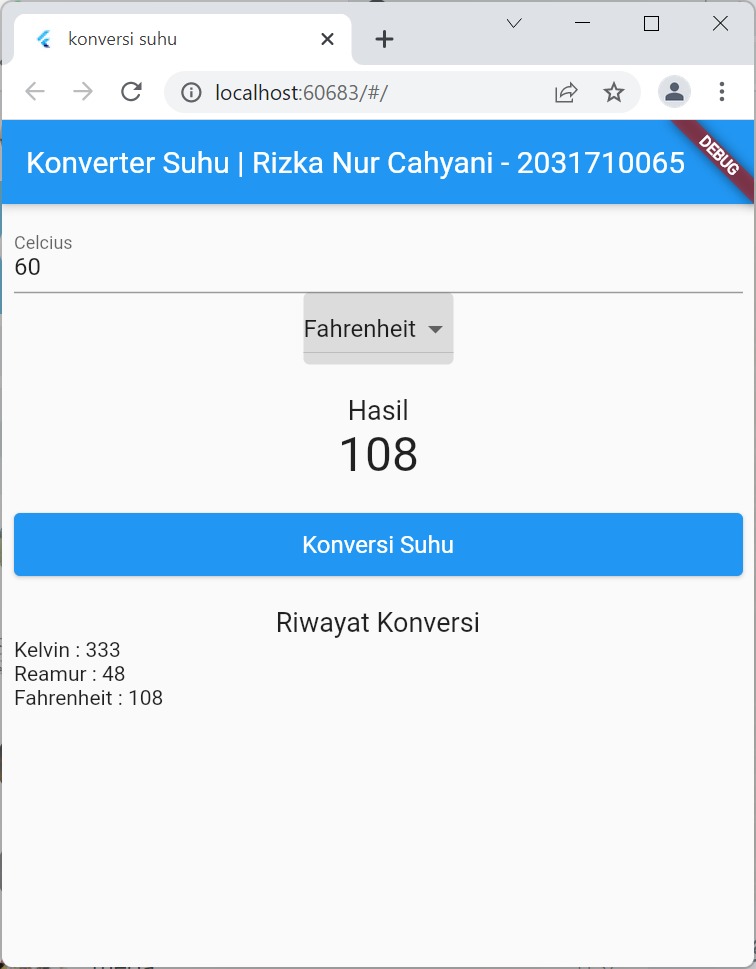 konversi suhu
localhost:60683/#/
Konverter Suhu | Rizka Nur Cahyani - 2031710065
DEBUG
Celcius
60
Fahrenheit
Hasil
108
Konversi Suhu
Riwayat Konversi
Kelvin : 333
Reamur : 48
Fahrenheit : 108